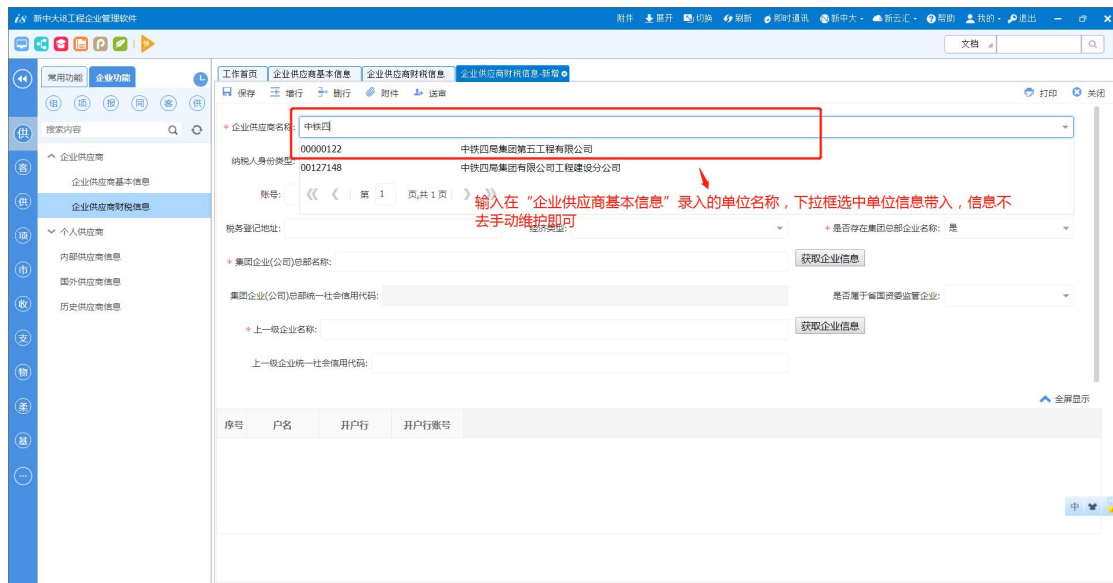 i8 新中大i8工程企业管理软件 附件 展开 切换 刷新 即时通讯 新中大 新云汇 帮助 我的 退出
文档
常用功能 企业功能
工作首页 企业供应商基本信息 企业供应商财税信息 企业供应商财税信息-新增
保存 增行 删行 附件 送审 打印 关闭
组 项 报 同 客 供
供 搜索内容
* 企业供应商名称: 中铁四
00000122 中铁四局集团第五工程有限公司
企业供应商
纳税人身份类型:
00127148 中铁四局集团有限公司工程建设分公司
客
企业供应商基本信息
账号: 第 1 页,共 1 页
供 企业供应商财税信息
输入在“企业供应商基本信息”录入的单位名称，下拉框选中单位信息带入，信息不
去手动维护即可
项 个人供应商
税务登记地址: 经济类型: * 是否存在集团总部企业名称: 是
内部供应商信息
* 集团企业(公司)总部名称: 获取企业信息
市
国外供应商信息
集团企业(公司)总部统一社会信用代码: 是否属于省国资委监管企业:
收 历史供应商信息
* 上一级企业名称: 获取企业信息
支
上一级企业统一社会信用代码:
物
全屏显示
柔
序号 户名 开户行 开户行账号
基
中